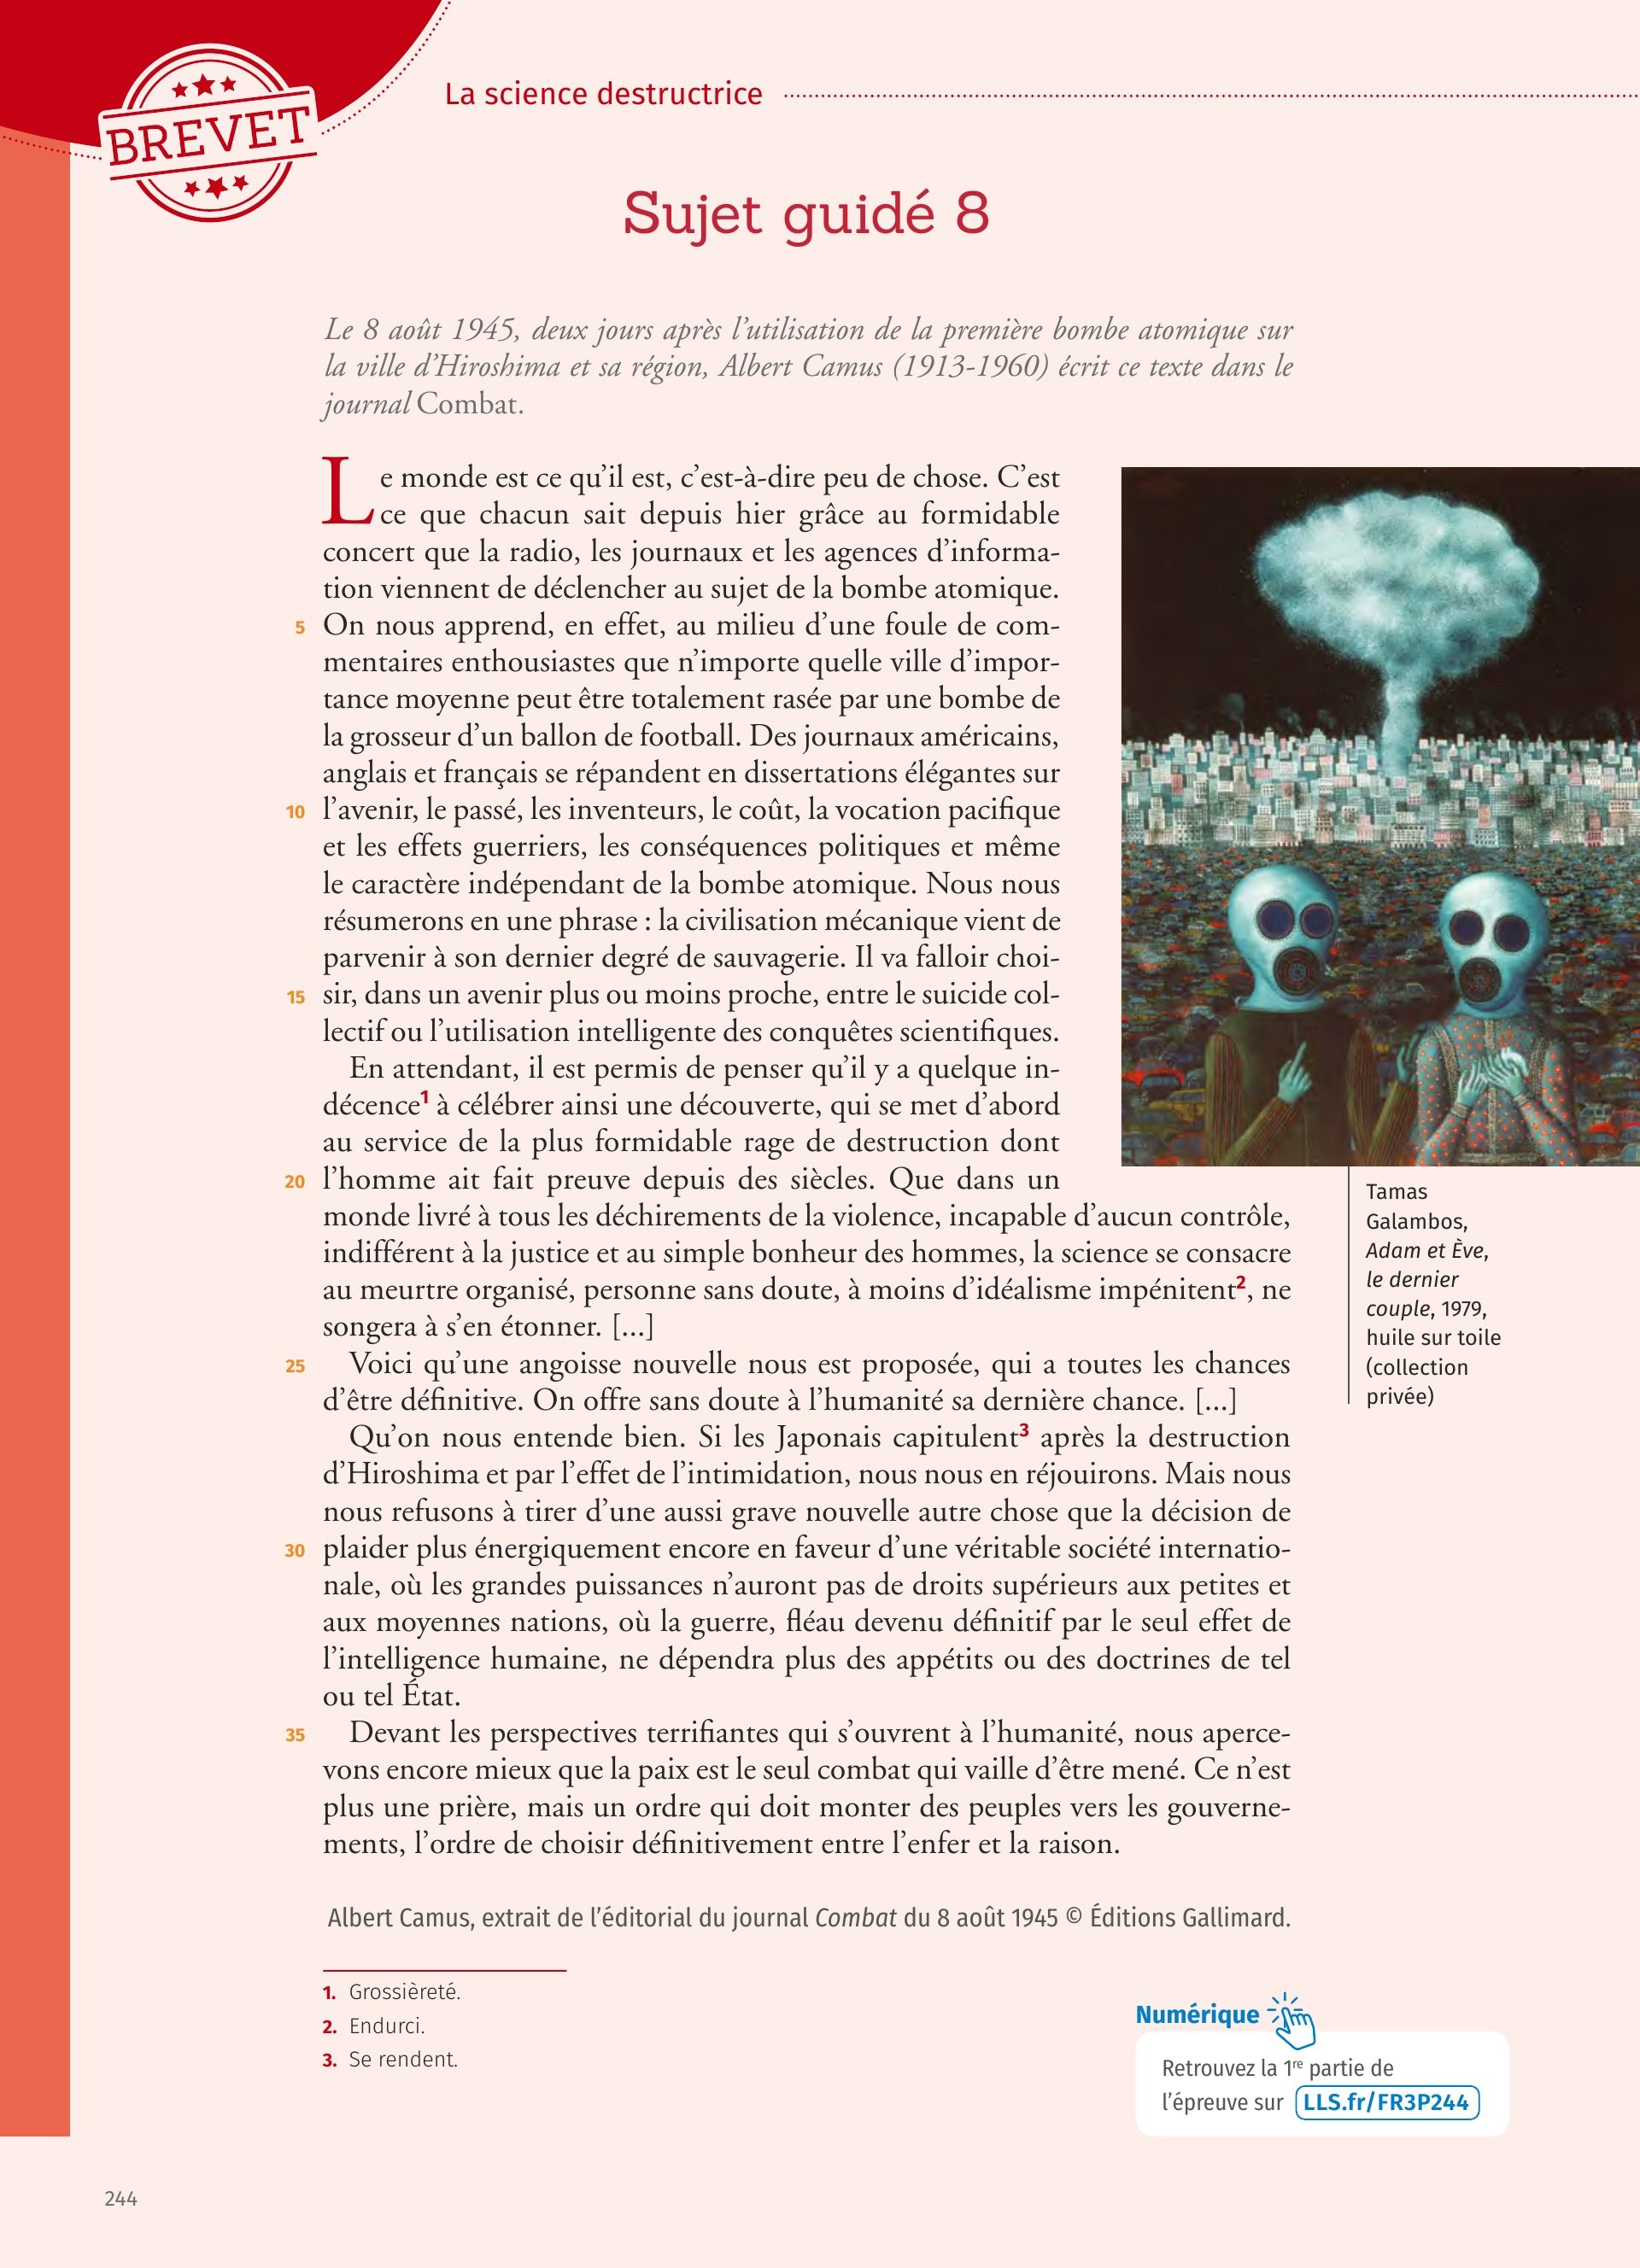 BREVET
La science destructrice
Sujet guidé 8
Le 8 août 1945, deux jours après l’utilisation de la première bombe atomique sur
la ville d’Hiroshima et sa région, Albert Camus (1913-1960) écrit ce texte dans le
journal Combat.
Le monde est ce qu’il est, c’est-à-dire peu de chose. C’est
ce que chacun sait depuis hier grâce au formidable
concert que la radio, les journaux et les agences d’informa-
tion viennent de déclencher au sujet de la bombe atomique.
5 On nous apprend, en effet, au milieu d’une foule de com-
mentaires enthousiastes que n’importe quelle ville d’impor-
tance moyenne peut être totalement rasée par une bombe de
la grosseur d’un ballon de football. Des journaux américains,
anglais et français se répandent en dissertations élégantes sur
10 l’avenir, le passé, les inventeurs, le coût, la vocation pacifique
et les effets guerriers, les conséquences politiques et même
le caractère indépendant de la bombe atomique. Nous nous
résumerons en une phrase : la civilisation mécanique vient de
parvenir à son dernier degré de sauvagerie. Il va falloir choi-
15 sir, dans un avenir plus ou moins proche, entre le suicide col-
lectif ou l’utilisation intelligente des conquêtes scientifiques.
En attendant, il est permis de penser qu’il y a quelque in-
décence1 à célébrer ainsi une découverte, qui se met d’abord
au service de la plus formidable rage de destruction dont
20 l’homme ait fait preuve depuis des siècles. Que dans un
monde livré à tous les déchirements de la violence, incapable d’aucun contrôle,
indifférent à la justice et au simple bonheur des hommes, la science se consacre
au meurtre organisé, personne sans doute, à moins d’idéalisme impénitent2, ne
songera à s’en étonner. [...]
25 Voici qu’une angoisse nouvelle nous est proposée, qui a toutes les chances
d’être définitive. On offre sans doute à l’humanité sa dernière chance. [...]
Qu’on nous entende bien. Si les Japonais capitulent3 après la destruction
d’Hiroshima et par l’effet de l’intimidation, nous nous en réjouirons. Mais nous
nous refusons à tirer d’une aussi grave nouvelle autre chose que la décision de
30 plaider plus énergiquement encore en faveur d’une véritable société internatio-
nale, où les grandes puissances n’auront pas de droits supérieurs aux petites et
aux moyennes nations, où la guerre, fléau devenu définitif par le seul effet de
l’intelligence humaine, ne dépendra plus des appétits ou des doctrines de tel
ou tel État.
35 Devant les perspectives terrifiantes qui s’ouvrent à l’humanité, nous aperce-
vons encore mieux que la paix est le seul combat qui vaille d’être mené. Ce n’est
plus une prière, mais un ordre qui doit monter des peuples vers les gouverne-
ments, l’ordre de choisir définitivement entre l’enfer et la raison.
Albert Camus, extrait de l’éditorial du journal Combat du 8 août 1945 © Éditions Gallimard.
Tamas
Galambos,
Adam et Ève,
le dernier
couple, 1979,
huile sur toile
(collection
privée)
1. Grossièreté.
2. Endurci.
3. Se rendent.
Numérique
Retrouvez la 1re partie de
l’épreuve sur LLS.fr/FR3P244
244